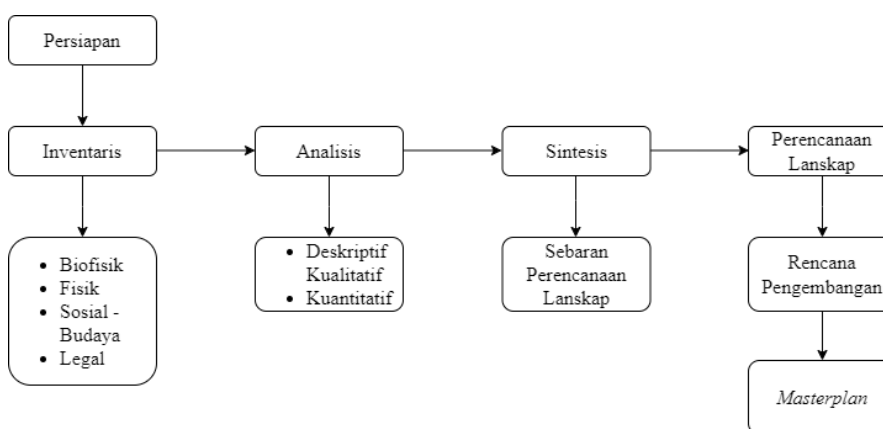 Persiapan
Inventaris
Analisis
Sintesis
Perencanaan
Lanskap
• Biofisik
• Fisik
• Sosial -
Budaya
• Legal
• Deskriptif
Kualitatif
• Kuantitatif
Sebaran
Perencanaan
Lanskap
Rencana
Pengembangan
Masterplan